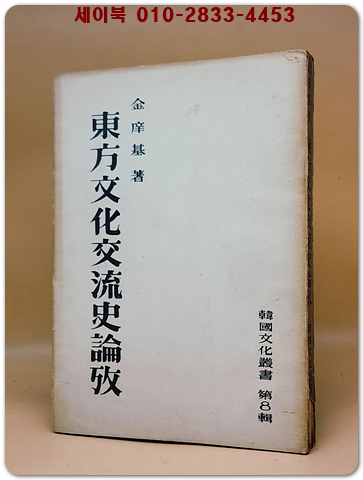 세이북 010-2833-4453
金庠基 著
東方文化交流史論攷
韓國文化叢書 第8輯